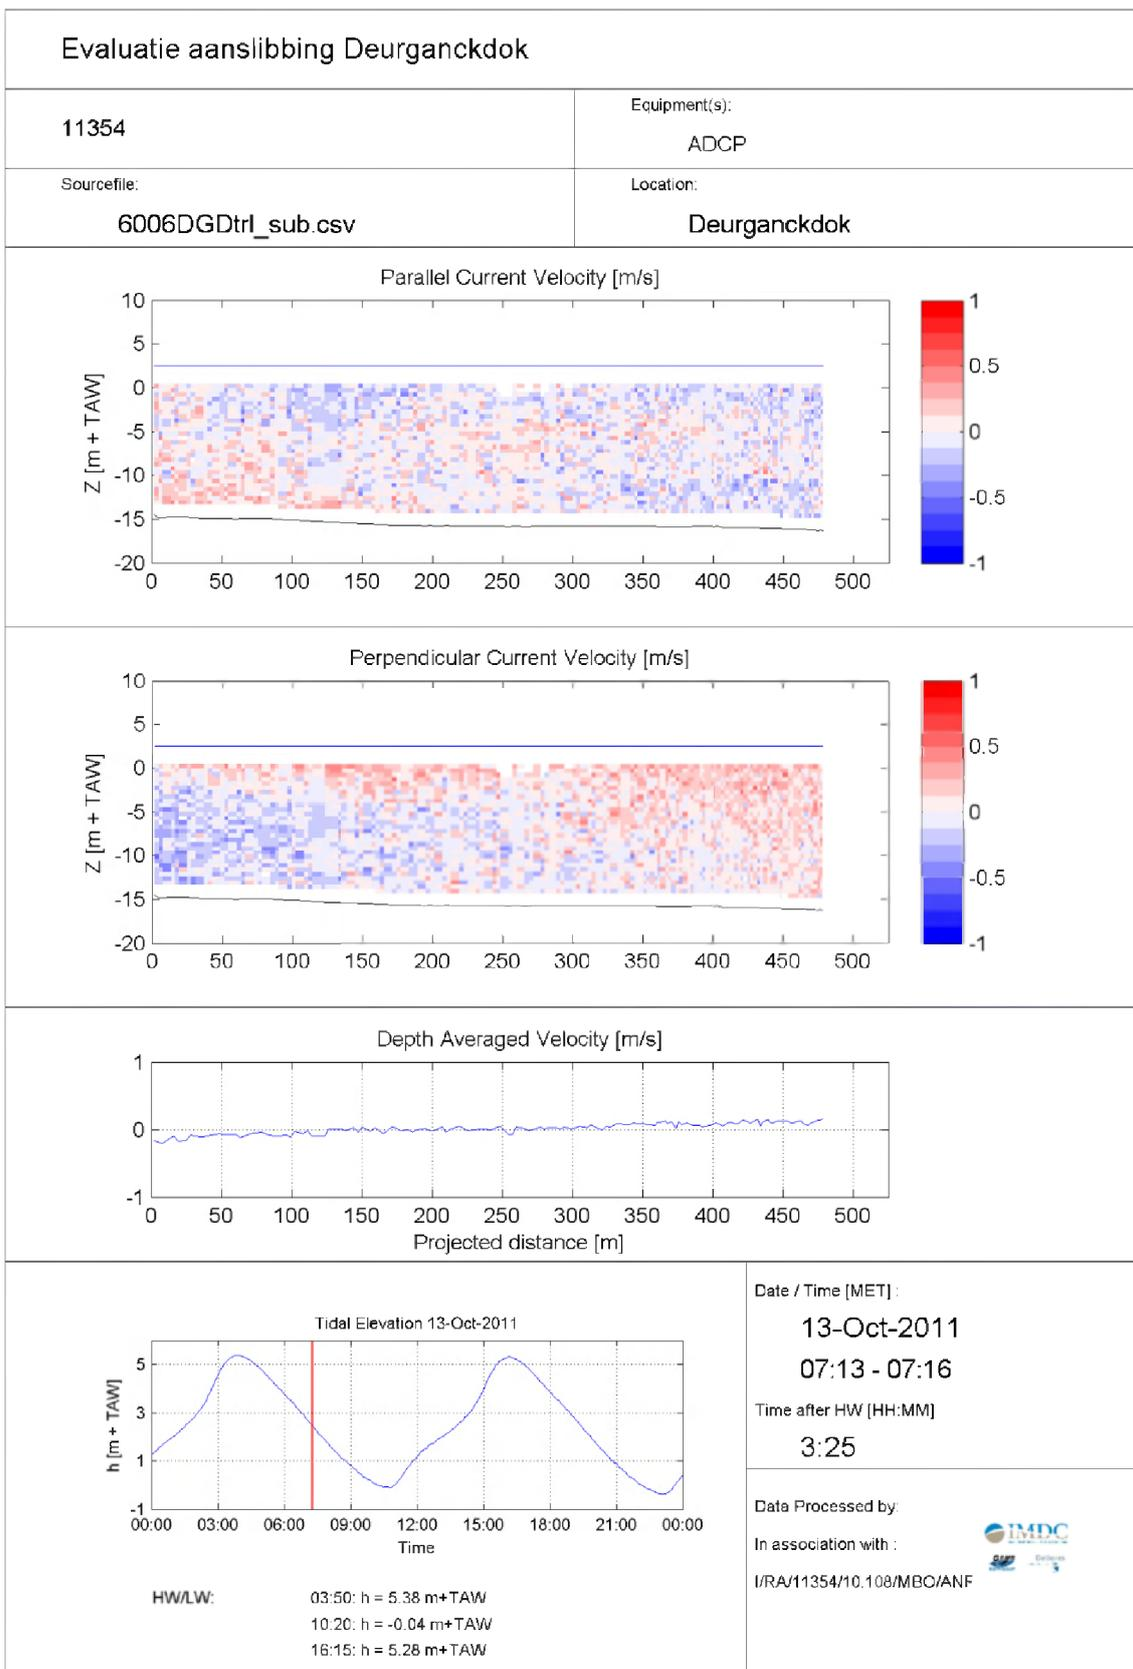 Evaluatie aanslibbing Deurganckdok
11354
Equipment(s):
ADCP
Sourcefile:
6006DGDtrl_sub.csv
Location:
Deurganckdok
Parallel Current Velocity [m/s]
Z [m + TAW]
10
5
0
-5
-10
-15
-20
0 50 100 150 200 250 300 350 400 450 500
1
0.5
0
-0.5
-1
Perpendicular Current Velocity [m/s]
Z [m + TAW]
10
5
0
-5
-10
-15
-20
0 50 100 150 200 250 300 350 400 450 500
1
0.5
0
-0.5
-1
Depth Averaged Velocity [m/s]
1
0
-1
0 50 100 150 200 250 300 350 400 450 500
Projected distance [m]
Tidal Elevation 13-Oct-2011
h [m + TAW]
5
3
1
-1
00:00 03:00 06:00 09:00 12:00 15:00 18:00 21:00 00:00
Time
HW/LW:
03:50: h = 5.38 m+TAW
10:20: h = -0.04 m+TAW
16:15: h = 5.28 m+TAW
Date / Time [MET] :
13-Oct-2011
07:13 - 07:16
Time after HW [HH:MM]
3:25
Data Processed by:
In association with :
IMDC
I/RA/11354/10.108/MBO/ANF